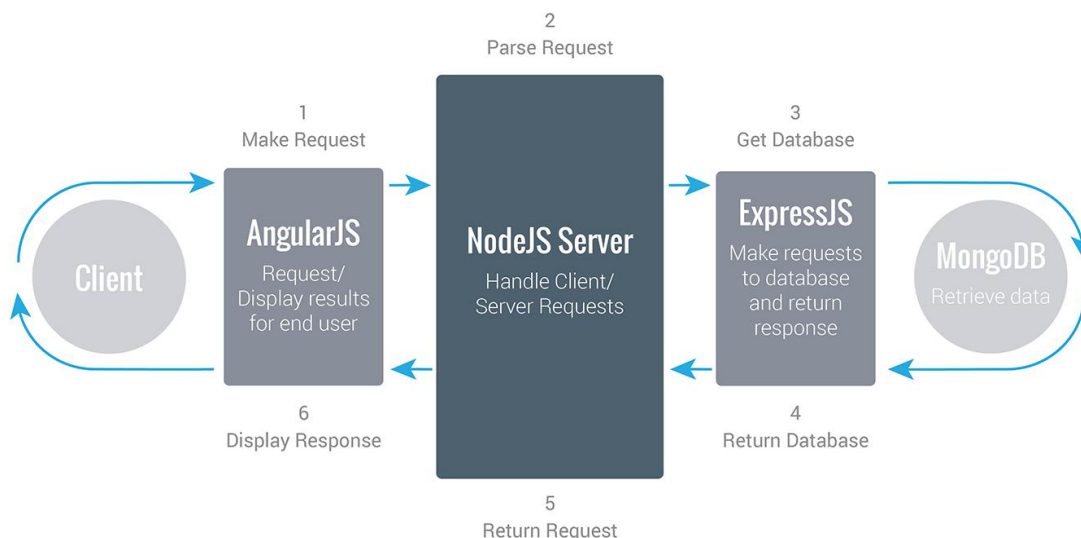 2
Parse Request
1
Make Request
3
Get Database
Client
AngularJS
Request/
Display results
for end user
NodeJS Server
Handle Client/
Server Requests
ExpressJS
Make requests
to database
and return
response
MongoDB
Retrieve data
6
Display Response
4
Return Database
5
Return Request